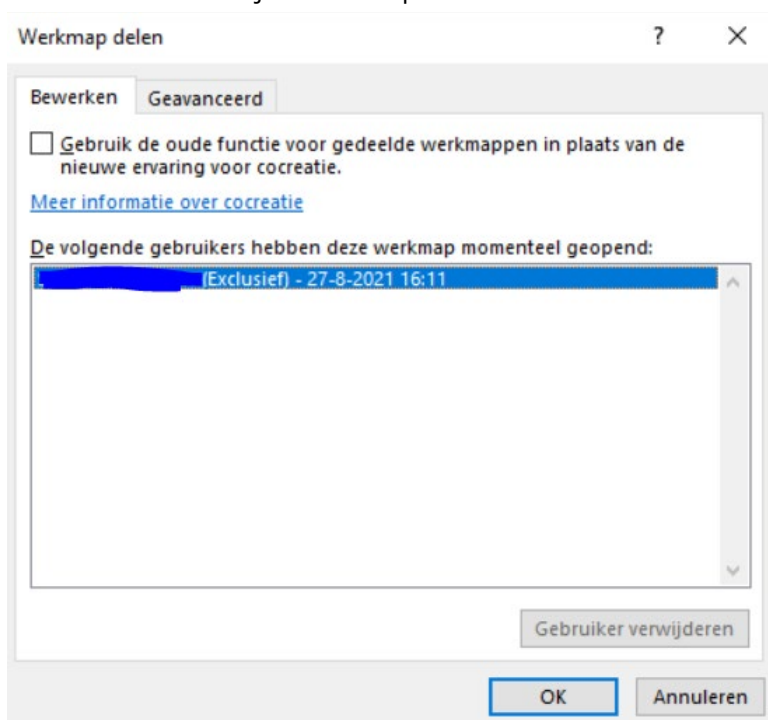 Werkmap delen ? ×
Bewerken Geavanceerd
Gebruik de oude functie voor gedeelde werkmappen in plaats van de
nieuwe ervaring voor cocreatie.
Meer informatie over cocreatie
De volgende gebruikers hebben deze werkmap momenteel geopend:
(Exclusief) - 27-8-2021 16:11
Gebruiker verwijderen
OK Annuleren